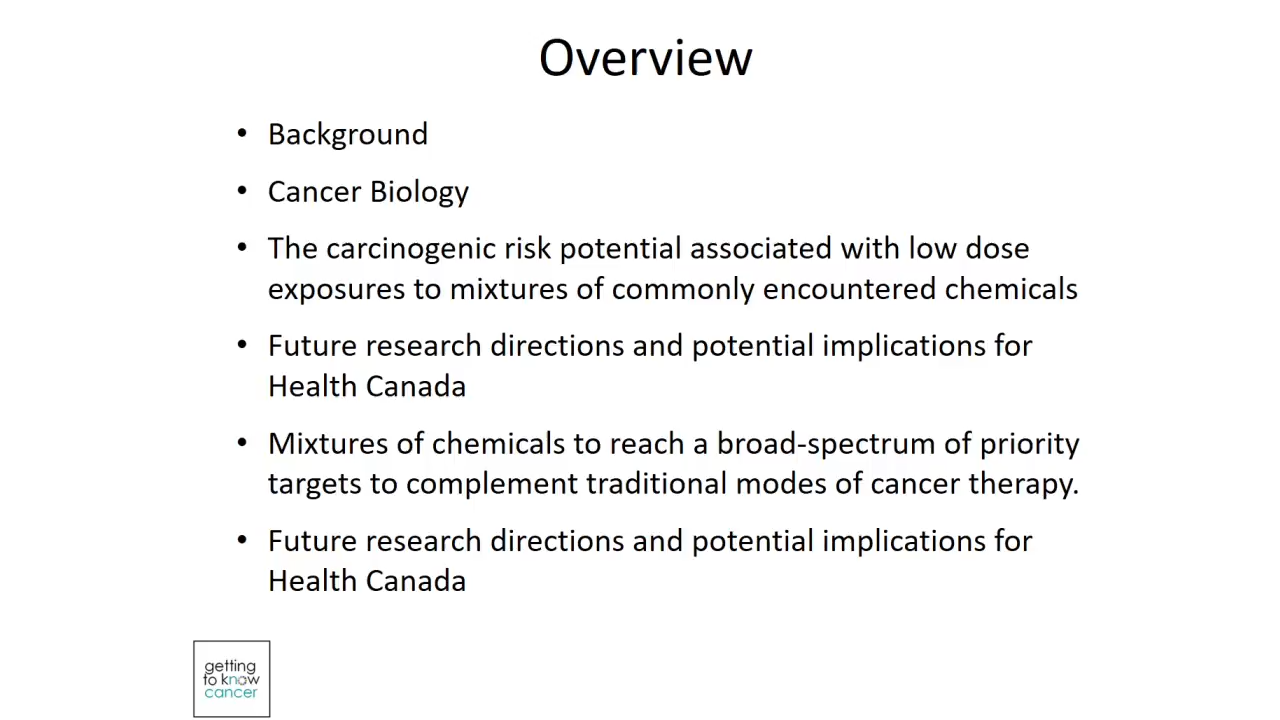 Overview
• Background
• Cancer Biology
• The carcinogenic risk potential associated with low dose
exposures to mixtures of commonly encountered chemicals
• Future research directions and potential implications for
Health Canada
• Mixtures of chemicals to reach a broad-spectrum of priority
targets to complement traditional modes of cancer therapy.
• Future research directions and potential implications for
Health Canada
getting
to know
cancer